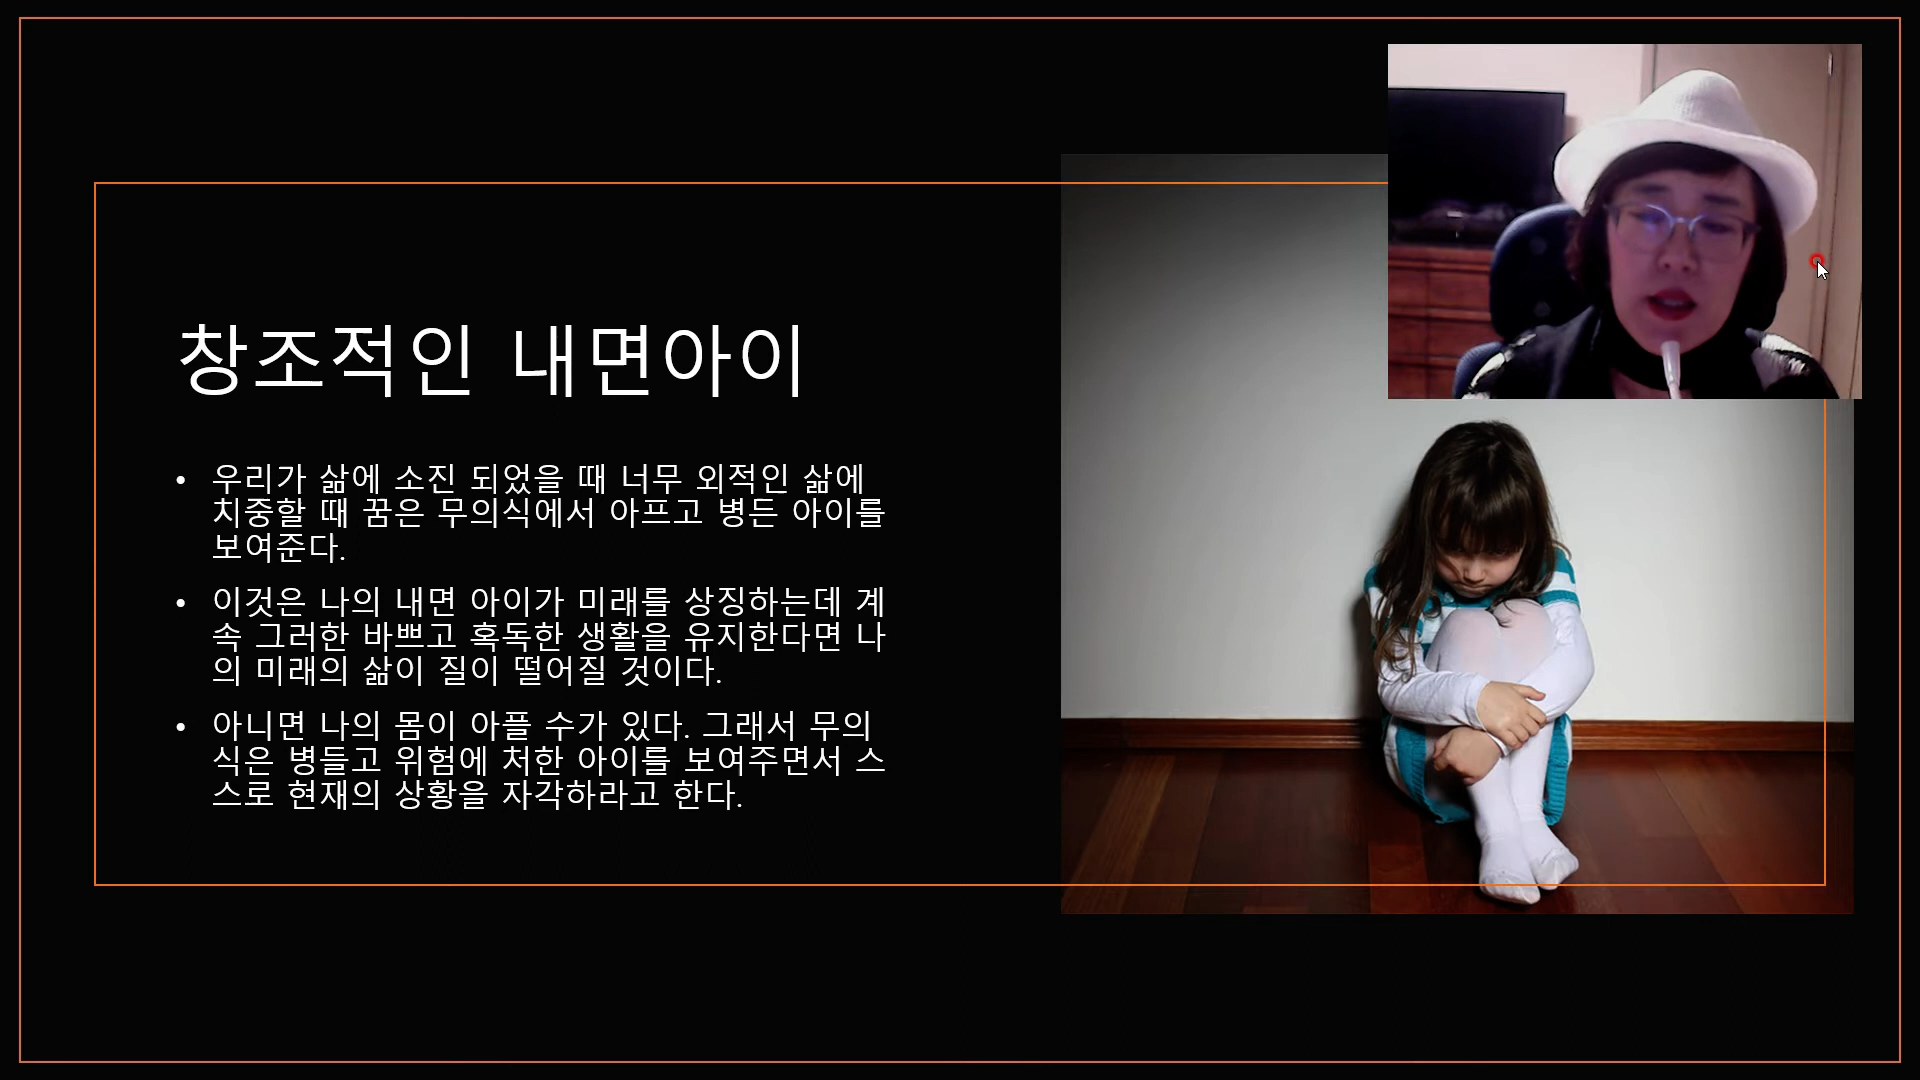 창조적인 내면아이
• 우리가 삶에 소진 되었을 때 너무 외적인 삶에
치중할 때 꿈은 무의식에서 아프고 병든 아이를
보여준다.
• 이것은 나의 내면 아이가 미래를 상징하는데 계
속 그러한 바쁘고 혹독한 생활을 유지한다면 나
의 미래의 삶이 질이 떨어질 것이다.
• 아니면 나의 몸이 아플 수가 있다. 그래서 무의
식은 병들고 위험에 처한 아이를 보여주면서 스
스로 현재의 상황을 자각하라고 한다.